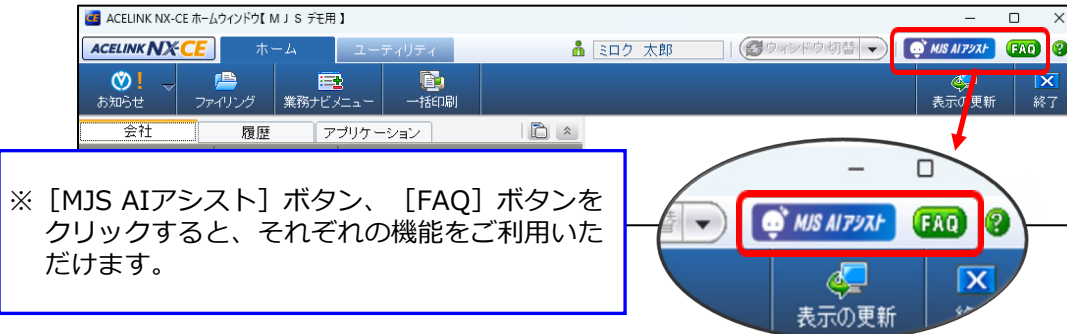 ACELINK NX-CE ホームウィンドウ【ＭＪＳ デモ用】
ACELINK NX-CE ホーム ユーティリティ ミロク 太郎 ウィンドウ切替 MJS AIアシスト FAQ
お知らせ ファイリング 業務ナビメニュー 一括印刷 表示の更新 終了
会社 履歴 アプリケーション
※［MJS AIアシスト］ボタン、［FAQ］ボタンを
クリックすると、それぞれの機能をご利用いた
だけます。
替 MJS AIアシスト FAQ
表示の更新